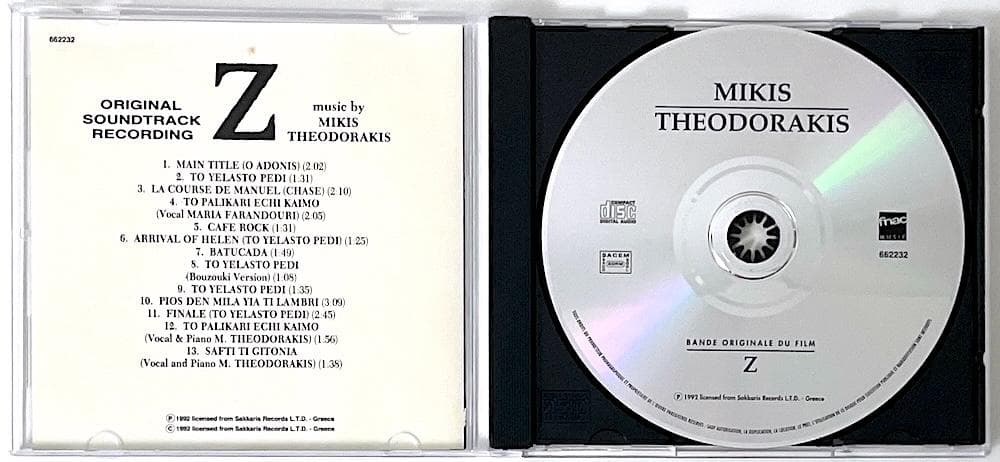 662232
Z
ORIGINAL
SOUNDTRACK
RECORDING
music by
MIKIS
THEODORAKIS
1. MAIN TITLE (O ADONIS) (2.02)
2. TO YELASTO PEDI (1:31)
3. LA COURSE DE MANUEL (CHASE) (2:10)
4. TO PALIKARI ECHI KAIMO
(Vocal MARIA FARANDOURI) (2:05)
5. CAFE ROCK (1:31)
6. ARRIVAL OF HELEN (TO YELASTO PEDI) (1:25)
7. BATUCADA (1:49)
8. TO YELASTO PEDI
(Bouzouki Version) (1:08)
9. TO YELASTO PEDI (1.35)
10. PIOS DEN MILA YIA TI LAMBRI (3:09)
11. FINALE (TO YELASTO PEDI) (2:45)
12. TO PALIKARI ECHI KAIMO
(Vocal & Piano M. THEODORAKIS) (1.56)
13. SAFTI TI GITONIA
(Vocal and Piano M. THEODORAKIS) (1.38)
Ⓟ 1992 licensed from Sakkaris Records L.T.D. - Greece
© 1992 licensed from Sakkaris Records L.T.D. - Greece
MIKIS
THEODORAKIS
COMPACT
disc
DIGITAL AUDIO
SACEM
fnac
MUSIC
662232
BANDE ORIGINALE DU FILM
Z
Ⓟ 1992 licensed from Sakkaris Records L.T.D. - Greece